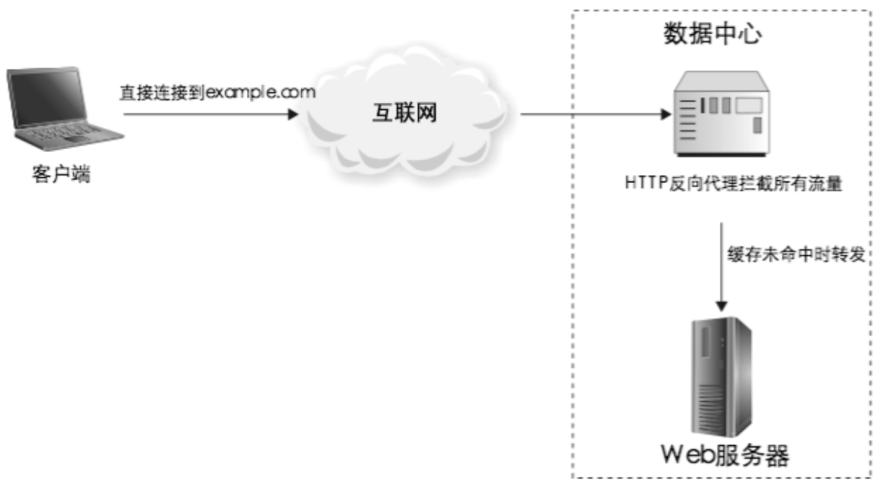 数据中心
直接连接到example.com
互联网
客户端
HTTP反向代理拦截所有流量
缓存未命中时转发
Web服务器